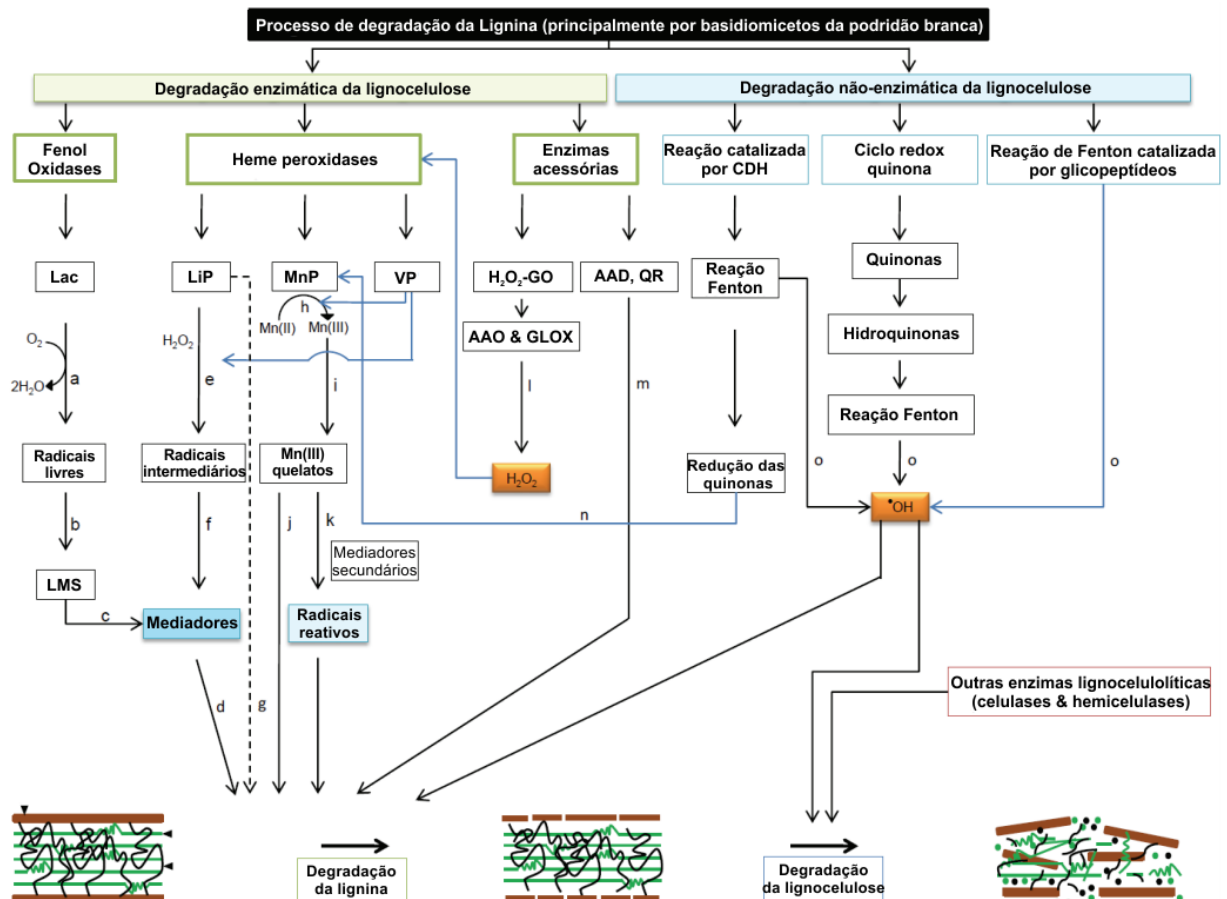 Processo de degradação da Lignina (principalmente por basidiomicetos da podridão branca)
Degradação enzimática da lignocelulose
Degradação não-enzimática da lignocelulose
Fenol
Oxidases
Heme peroxidases
Enzimas
acessórias
Reação catalizada
por CDH
Ciclo redox
quinona
Reação de Fenton catalizada
por glicopeptídeos
Lac
LiP
MnP
VP
H₂O₂-GO
AAD, QR
Reação
Fenton
Quinonas
h
Mn(II)
Mn(III)
O₂
2H₂O
a
H₂O₂
e
i
AAO & GLOX
l
m
Hidroquinonas
Reação Fenton
Radicais
livres
Radicais
intermediários
Mn(III)
quelatos
H₂O₂
Redução das
quinonas
o
o
o
•OH
b
f
j
k
n
Mediadores
secundários
LMS
c
Mediadores
Radicais
reativos
d
g
Outras enzimas lignocelulolíticas
(celulases & hemicelulases)
Degradação
da lignina
Degradação
da lignocelulose